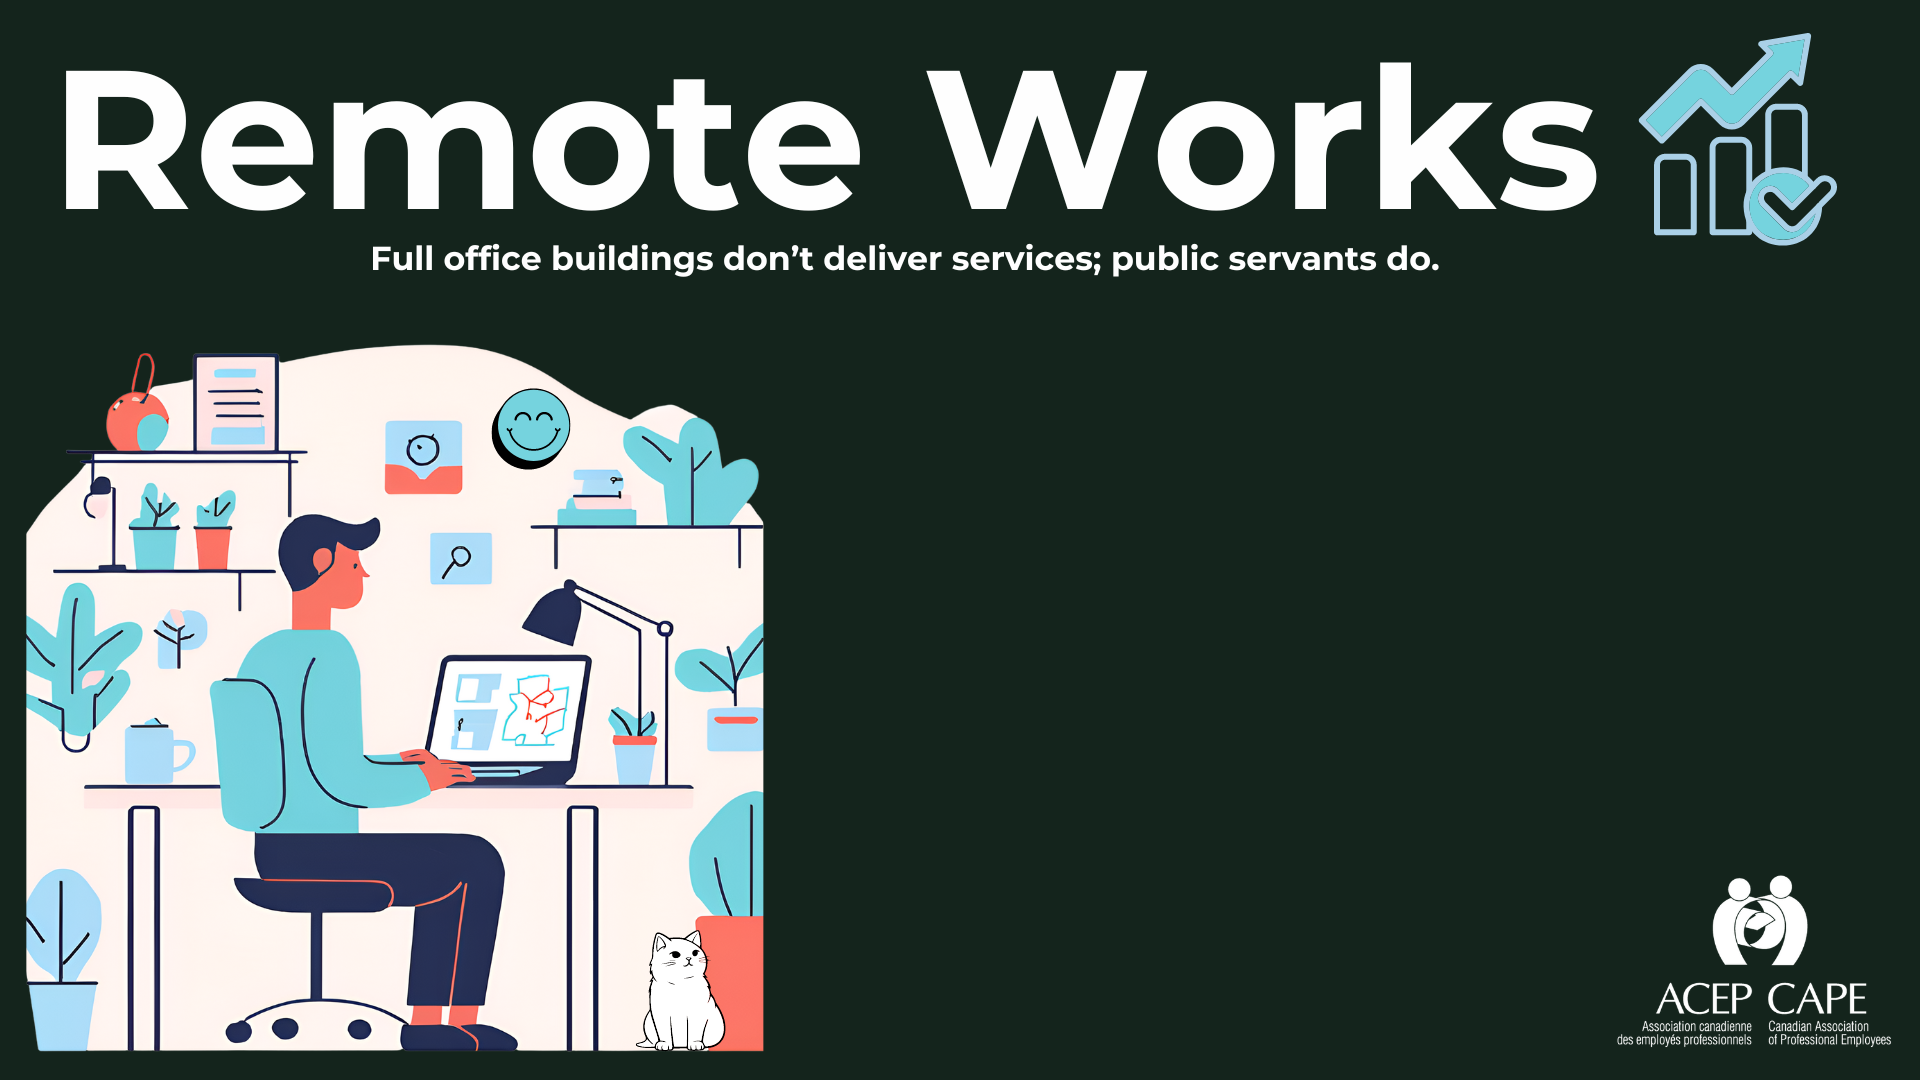 Remote Works
Full office buildings don’t deliver services; public servants do.
ACEP CAPE
Association canadienne
des employés professionnels
Canadian Association
of Professional Employees